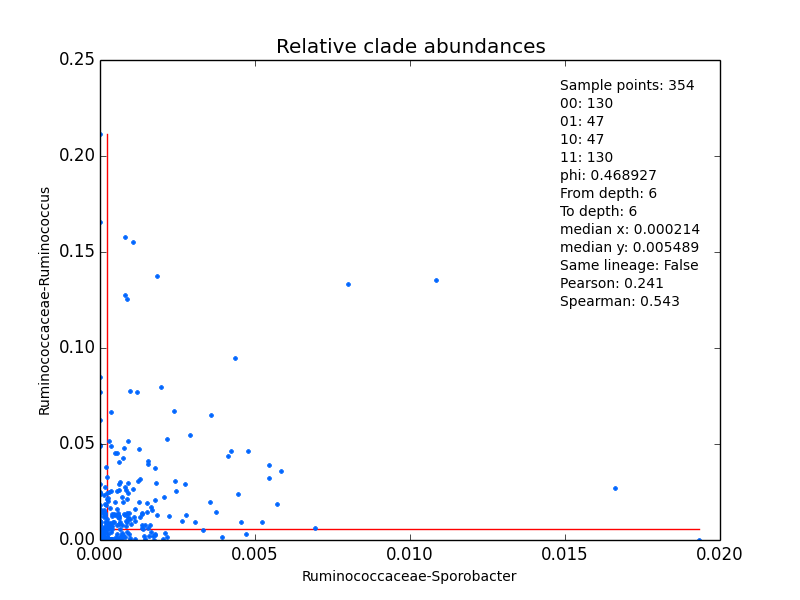 Relative clade abundances
0.25
0.20
0.15
0.10
0.05
0.00
Ruminococcaceae-Ruminococcus
Sample points: 354
00: 130
01: 47
10: 47
11: 130
phi: 0.468927
From depth: 6
To depth: 6
median x: 0.000214
median y: 0.005489
Same lineage: False
Pearson: 0.241
Spearman: 0.543
0.000 0.005 0.010 0.015 0.020
Ruminococcaceae-Sporobacter